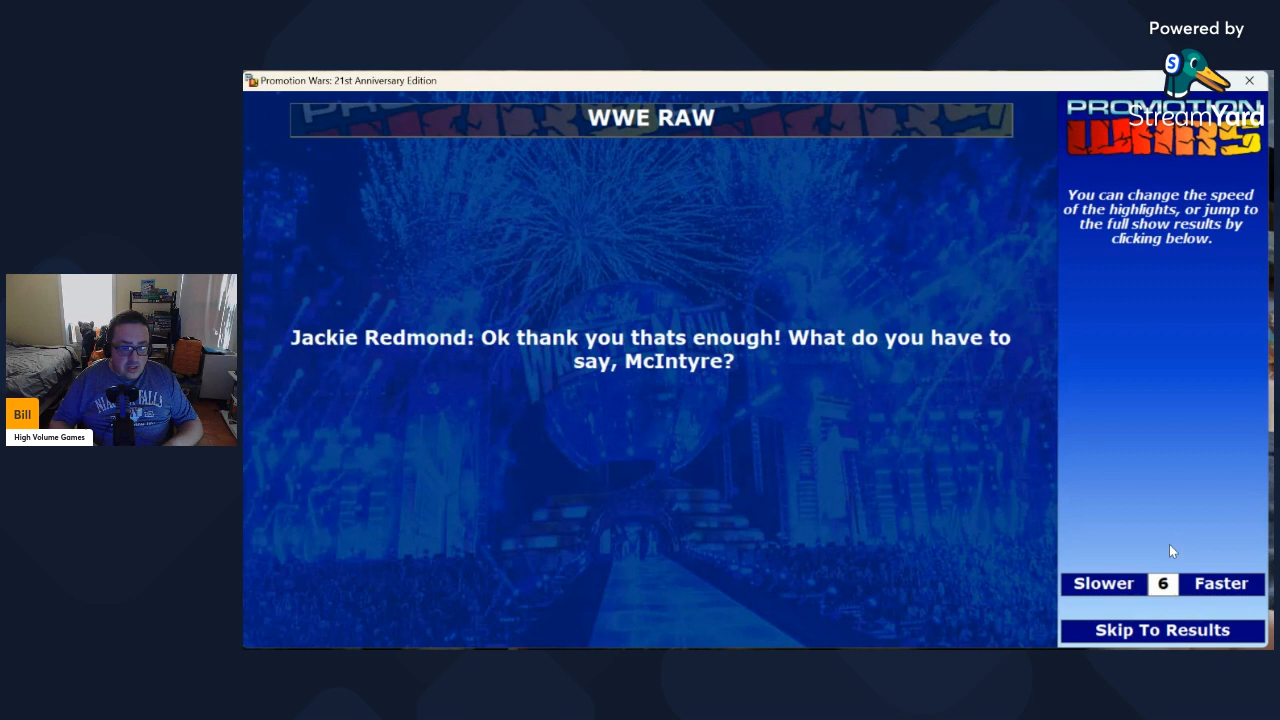 Powered by
StreamYard
Promotion Wars: 21st Anniversary Edition
WWE RAW
PROMOTION
WARS
You can change the speed
of the highlights, or jump to
the full show results by
clicking below.
Jackie Redmond: Ok thank you thats enough! What do you have to
say, McIntyre?
Bill
High Volume Games
Slower 6 Faster
Skip To Results